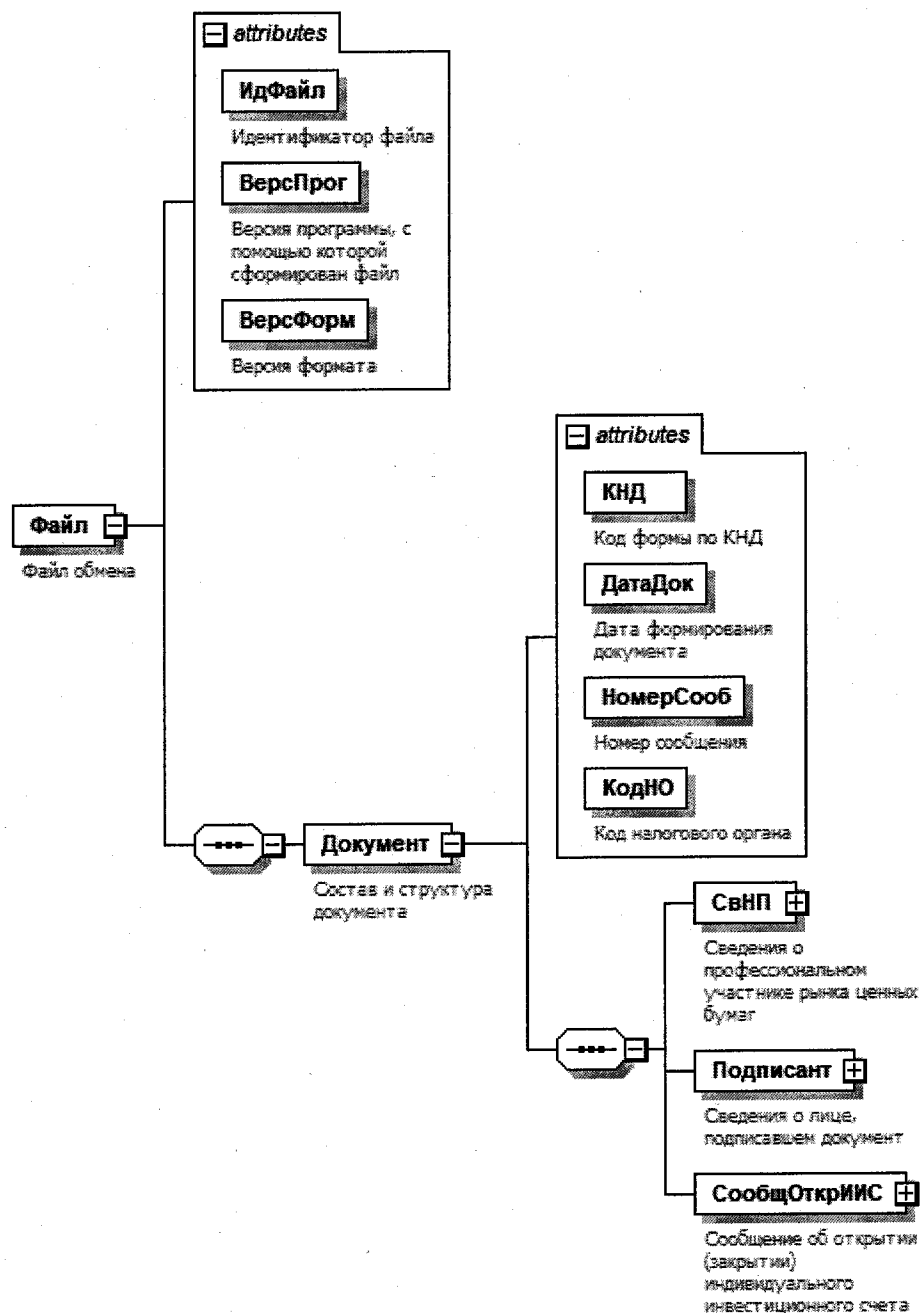 attributes
ИдФайл
Идентификатор файла
ВерсПрог
Версия программы, с
помощью которой
сформирован файл
ВерсФорм
Версия формата
Файл
Файл обмена
attributes
КНД
Код формы по КНД
ДатаДок
Дата формирования
документа
НомерСооб
Номер сообщения
КодНО
Код налогового органа
Документ
Состав и структура
документа
СвНП
Сведения о
профессиональном
участнике рынка ценных
бумаг
Подписант
Сведения о лице,
подписавшем документ
СообщОткрИИС
Сообщение об открытии
(закрытии)
индивидуального
инвестиционного счета